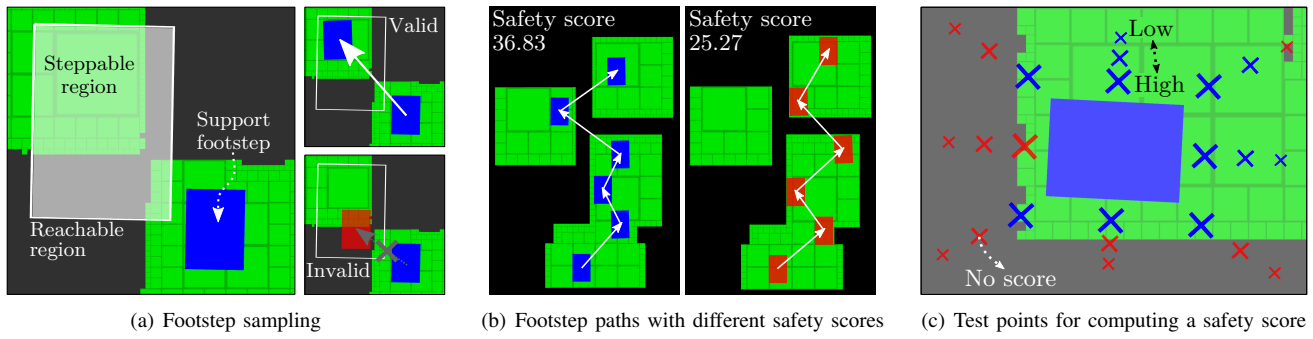 Steppable
region
Support
footstep
Reachable
region
Valid
Invalid
(a) Footstep sampling
Safety score
36.83
Safety score
25.27
(b) Footstep paths with different safety scores
Low
High
No score
(c) Test points for computing a safety score